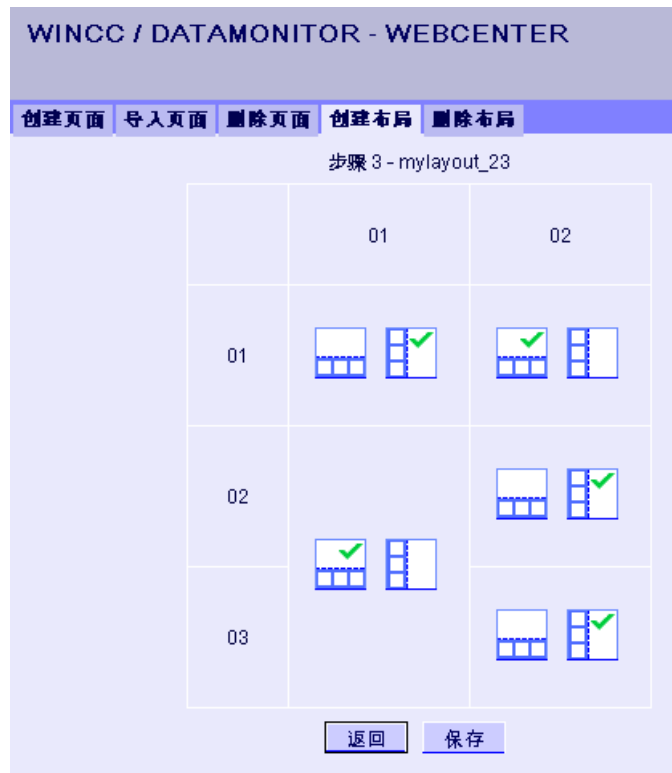 WINCC / DATAMONITOR - WEBCENTER
创建页面 导入页面 删除页面 创建布局 删除布局
步骤 3 - mylayout_23
01 02
01
02
03
返回 保存